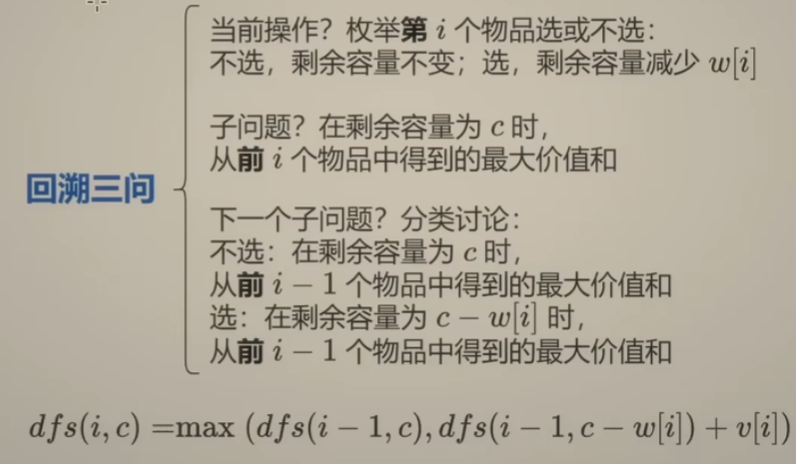 当前操作？枚举第 i 个物品选或不选：
不选，剩余容量不变；选，剩余容量减少 w[i]
子问题？在剩余容量为 c 时，
从前 i 个物品中得到的最大价值和
回溯三问
下一个子问题？分类讨论：
不选：在剩余容量为 c 时，
从前 i − 1 个物品中得到的最大价值和
选：在剩余容量为 c − w[i] 时，
从前 i − 1 个物品中得到的最大价值和
dfs(i, c) =max (dfs(i − 1, c), dfs(i − 1, c − w[i]) + v[i])